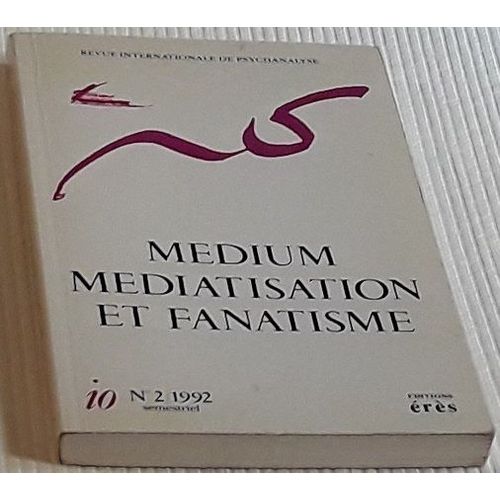 REVUE INTERNATIONALE DE PSYCHANALYSE
MEDIUM
MEDIATISATION
ET FANATISME
io N° 2 1992
semestriel
EDITIONS
érès